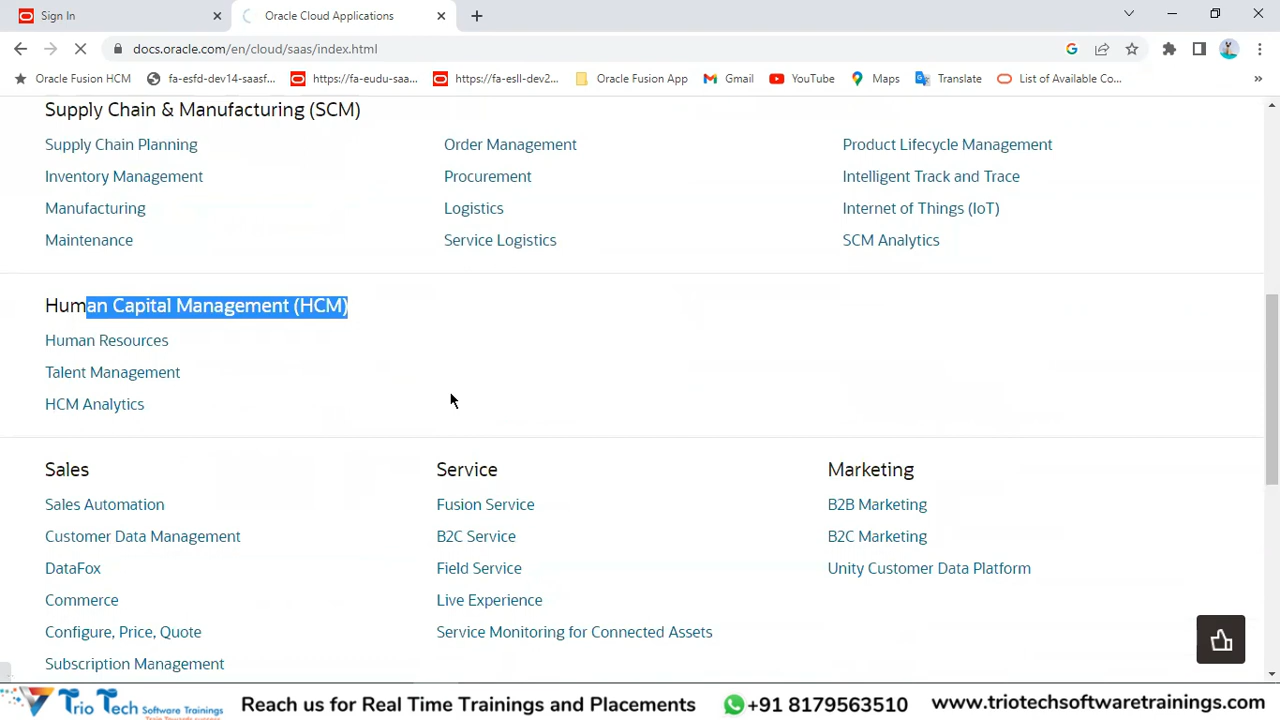 Sign In
Oracle Cloud Applications
docs.oracle.com/en/cloud/saas/index.html
Oracle Fusion HCM
fa-esfd-dev14-saasf...
https://fa-eudu-saa...
https://fa-esll-dev2...
Oracle Fusion App
Gmail
YouTube
Maps
Translate
List of Available Co...
Supply Chain & Manufacturing (SCM)
Supply Chain Planning
Order Management
Product Lifecycle Management
Inventory Management
Procurement
Intelligent Track and Trace
Manufacturing
Logistics
Internet of Things (IoT)
Maintenance
Service Logistics
SCM Analytics
Human Capital Management (HCM)
Human Resources
Talent Management
HCM Analytics
Sales
Service
Marketing
Sales Automation
Fusion Service
B2B Marketing
Customer Data Management
B2C Service
B2C Marketing
DataFox
Field Service
Unity Customer Data Platform
Commerce
Live Experience
Configure, Price, Quote
Service Monitoring for Connected Assets
Subscription Management
Trio Tech Software Trainings
Reach us for Real Time Trainings and Placements
+91 8179563510
www.triotechsoftwaretrainings.com